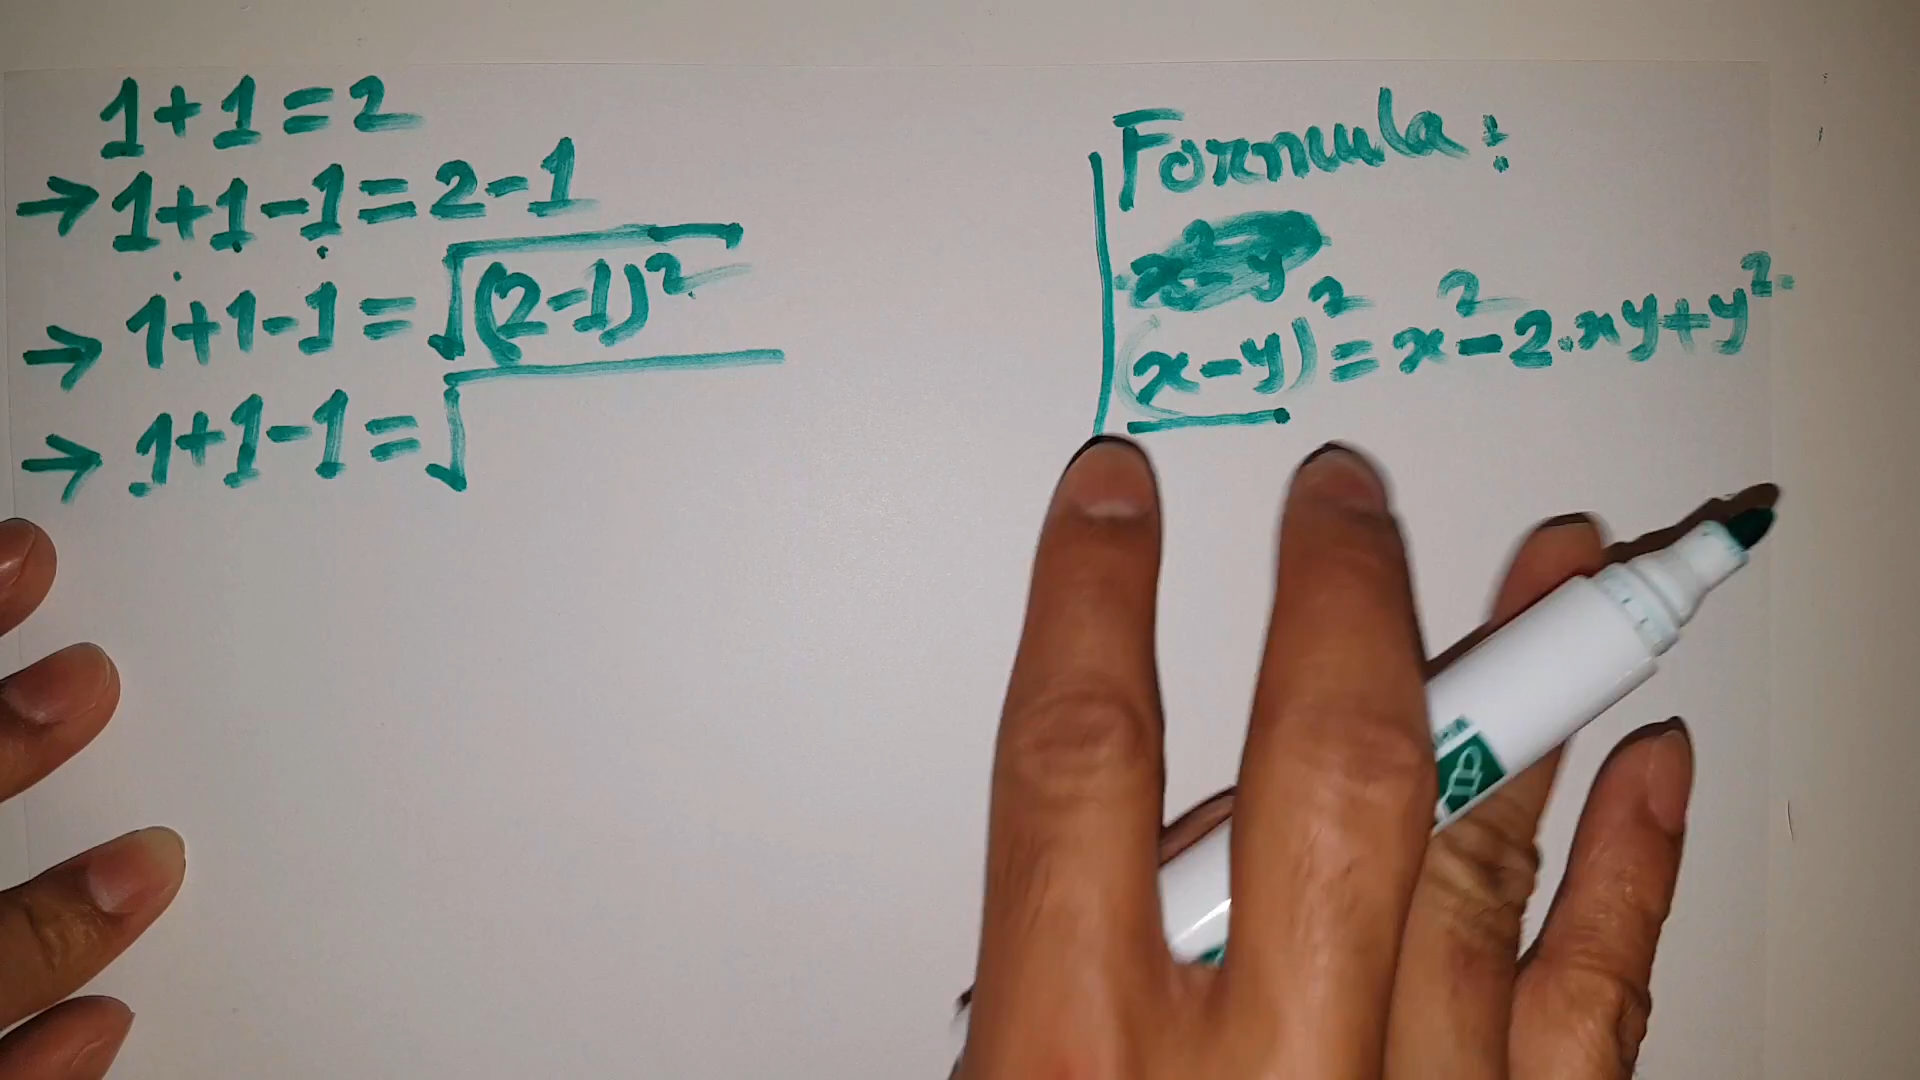 1+1=2
→1+1-1=2-1
→ 1+1-1=√(2-1)²
→ 1+1-1=√
Formula:
x²-y
(x-y)²=x²-2.xy+y²